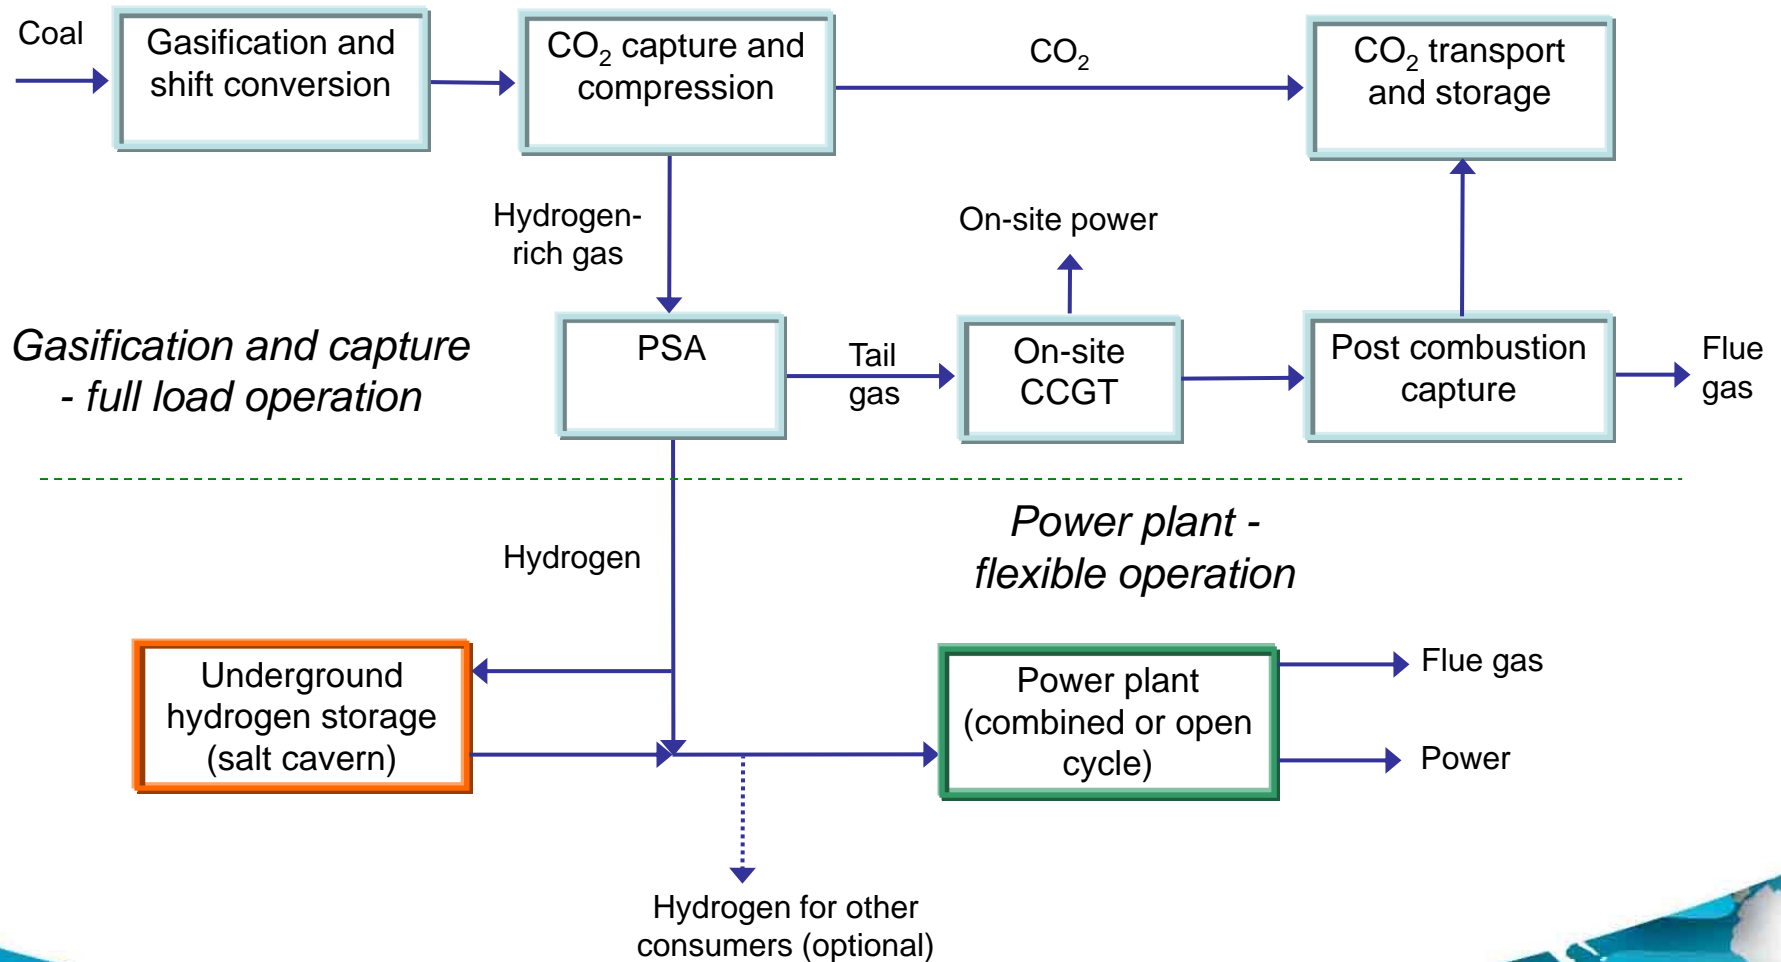 Coal
Gasification and
shift conversion
CO₂ capture and
compression
CO₂
CO₂ transport
and storage
Hydrogen-
rich gas
On-site power
Gasification and capture
- full load operation
PSA
Tail
gas
On-site
CCGT
Post combustion
capture
Flue
gas
Power plant -
flexible operation
Hydrogen
Underground
hydrogen storage
(salt cavern)
Power plant
(combined or open
cycle)
Flue gas
Power
Hydrogen for other
consumers (optional)